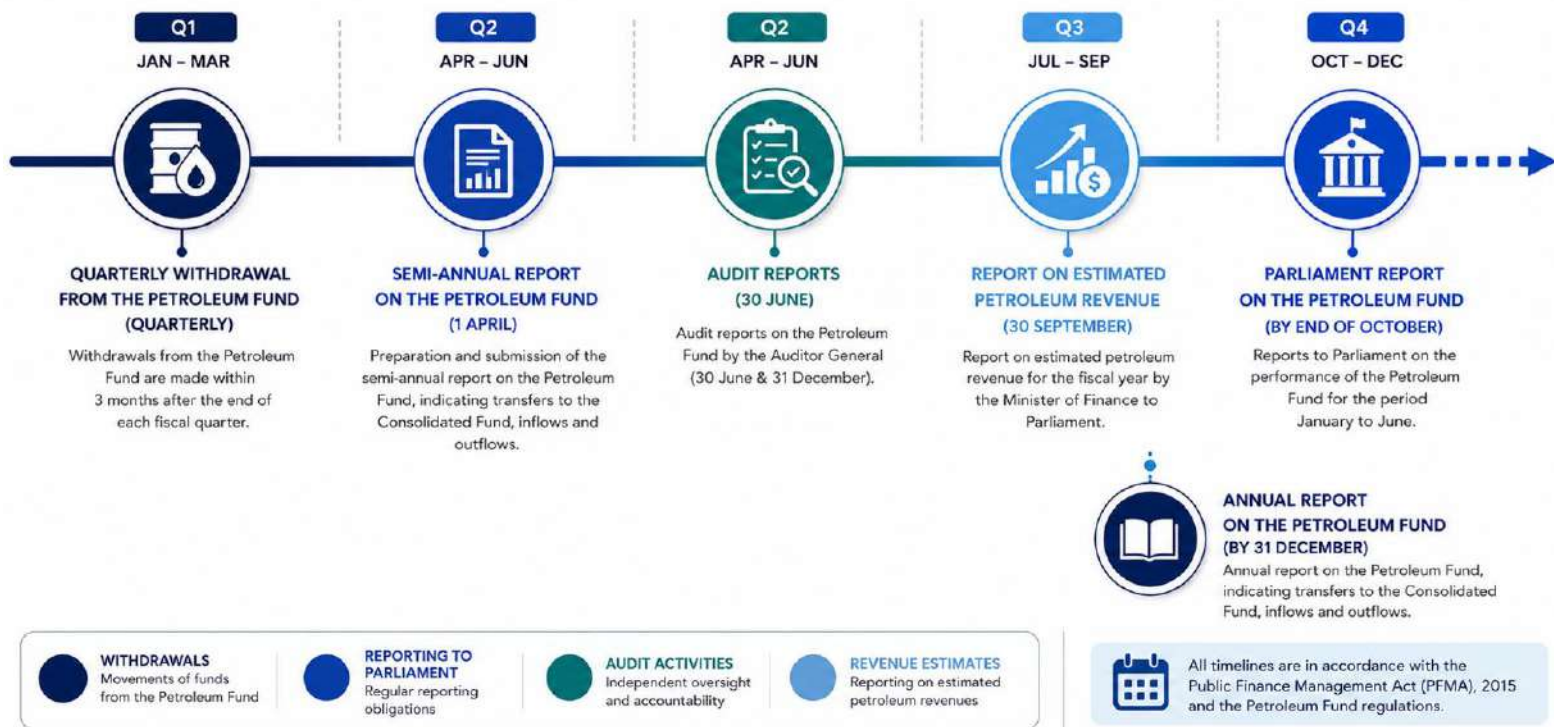 Q1
JAN – MAR
QUARTERLY WITHDRAWAL
FROM THE PETROLEUM FUND
(QUARTERLY)
Withdrawals from the Petroleum
Fund are made within
3 months after the end of
each fiscal quarter.
Q2
APR – JUN
SEMI-ANNUAL REPORT
ON THE PETROLEUM FUND
(1 APRIL)
Preparation and submission of the
semi-annual report on the Petroleum
Fund, indicating transfers to the
Consolidated Fund, inflows and
outflows.
Q2
APR – JUN
AUDIT REPORTS
(30 JUNE)
Audit reports on the Petroleum
Fund by the Auditor General
(30 June & 31 December).
Q3
JUL – SEP
$
REPORT ON ESTIMATED
PETROLEUM REVENUE
(30 SEPTEMBER)
Report on estimated petroleum
revenue for the fiscal year by
the Minister of Finance to
Parliament.
Q4
OCT – DEC
PARLIAMENT REPORT
ON THE PETROLEUM FUND
(BY END OF OCTOBER)
Reports to Parliament on the
performance of the Petroleum
Fund for the period
January to June.
ANNUAL REPORT
ON THE PETROLEUM FUND
(BY 31 DECEMBER)
Annual report on the Petroleum Fund,
indicating transfers to the Consolidated
Fund, inflows and outflows.
WITHDRAWALS
Movements of funds
from the Petroleum Fund
REPORTING TO
PARLIAMENT
Regular reporting
obligations
AUDIT ACTIVITIES
Independent oversight
and accountability
REVENUE ESTIMATES
Reporting on estimated
petroleum revenues
All timelines are in accordance with the
Public Finance Management Act (PFMA), 2015
and the Petroleum Fund regulations.